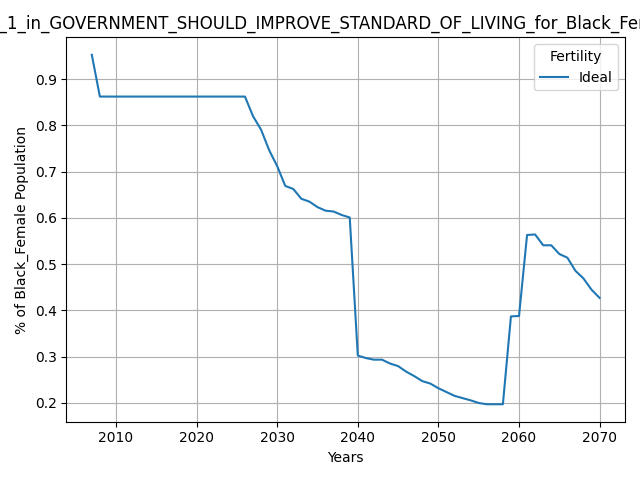 _1_in_GOVERNMENT_SHOULD_IMPROVE_STANDARD_OF_LIVING_for_Black_Fe
Fertility
Ideal
% of Black_Female Population
0.9
0.8
0.7
0.6
0.5
0.4
0.3
0.2
2010 2020 2030 2040 2050 2060 2070
Years